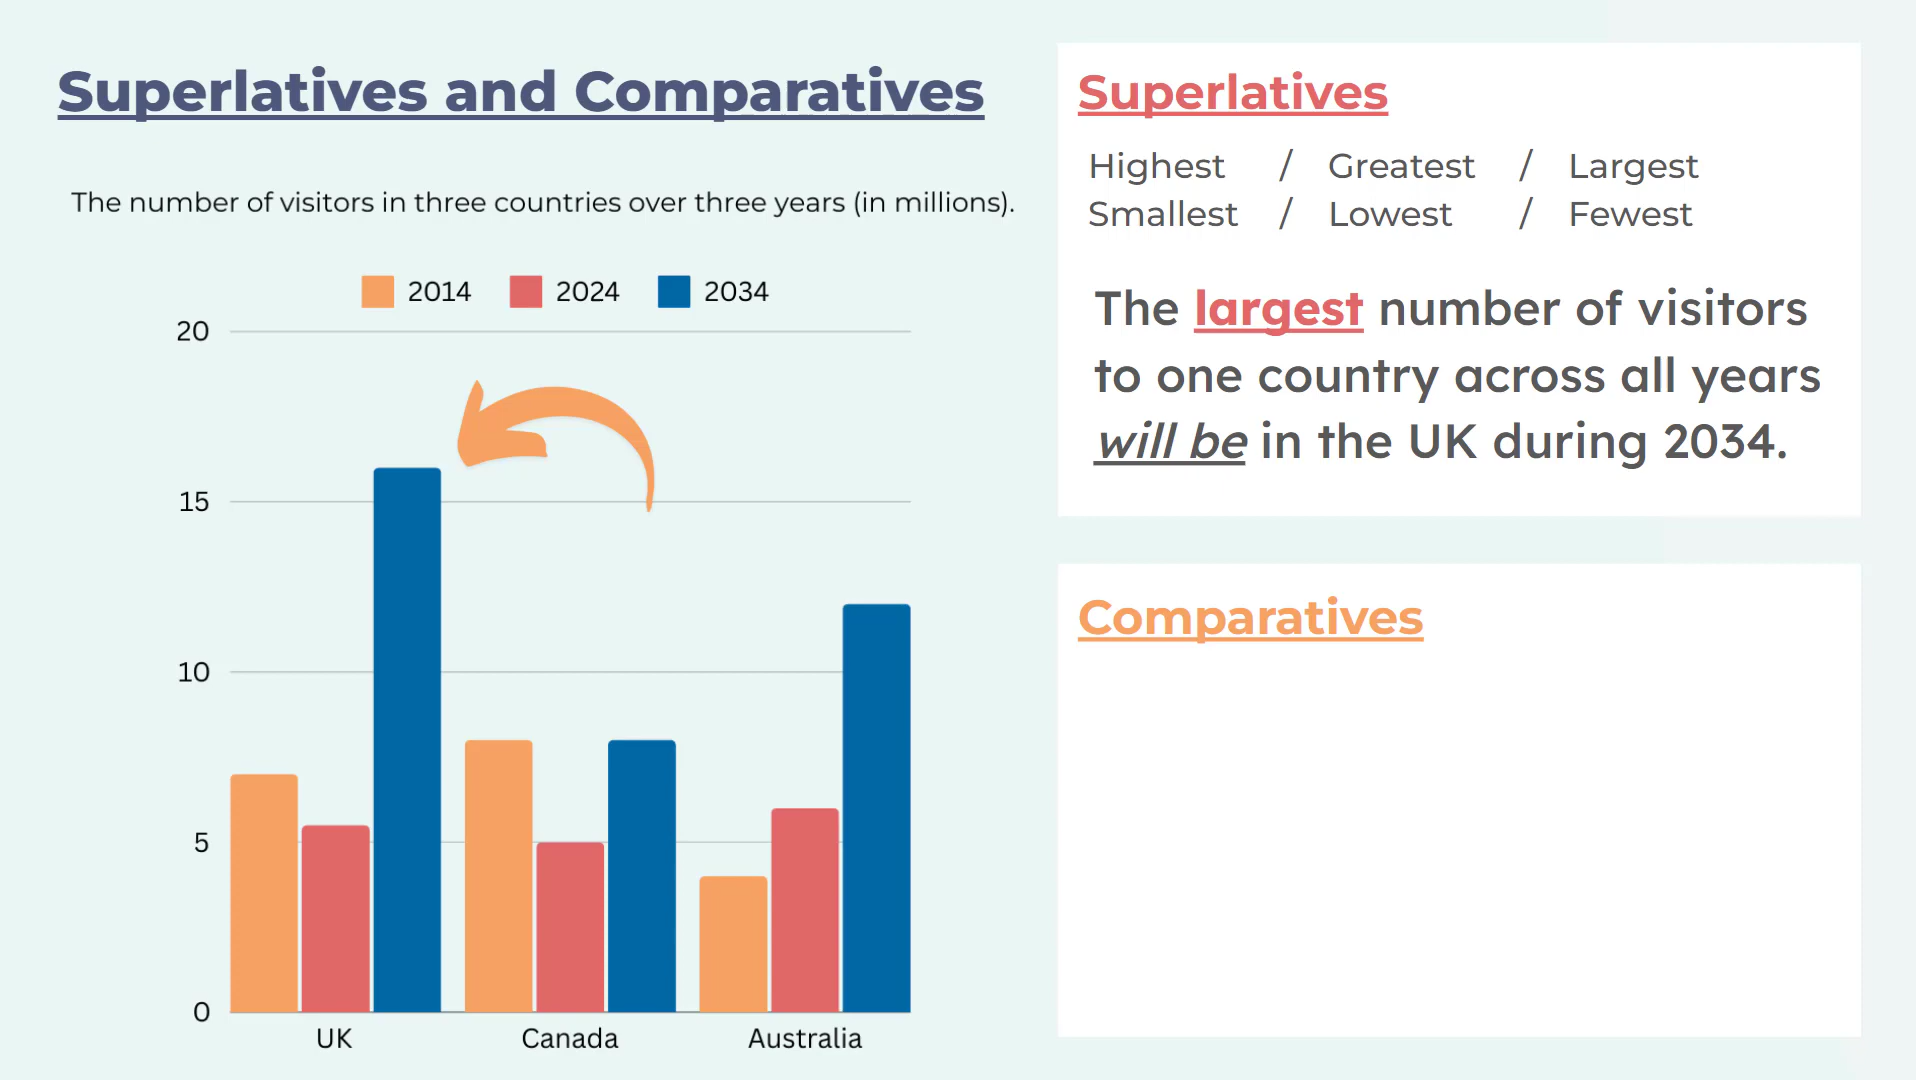 Superlatives and Comparatives
The number of visitors in three countries over three years (in millions).
2014 2024 2034
20
15
10
5
0
UK Canada Australia
Superlatives
Highest / Greatest / Largest
Smallest / Lowest / Fewest
The largest number of visitors
to one country across all years
will be in the UK during 2034.
Comparatives